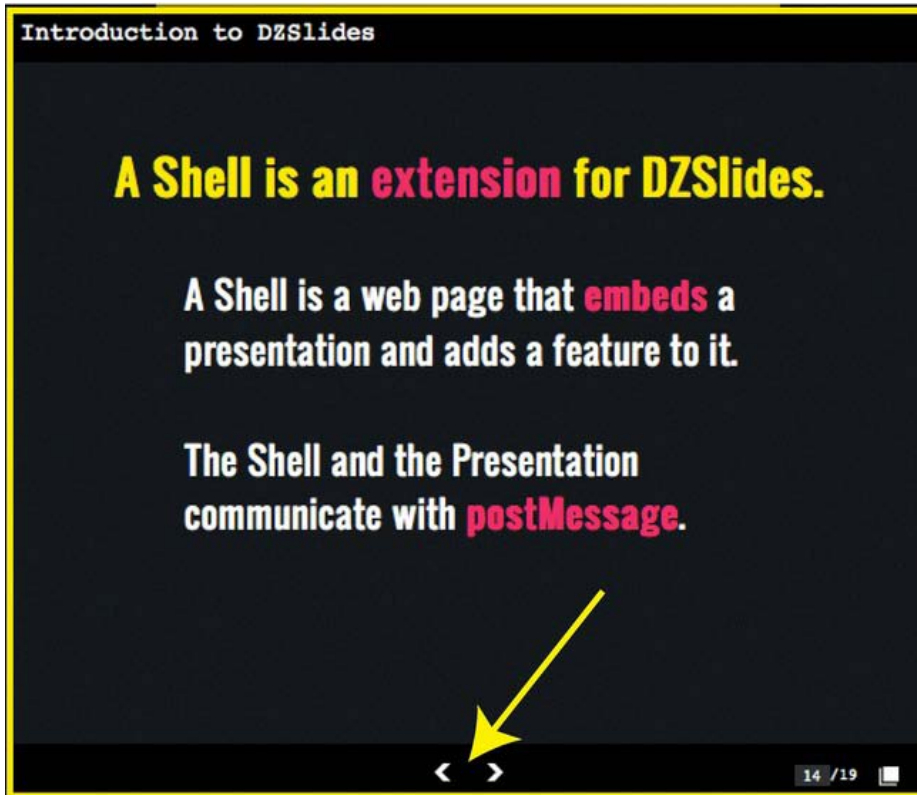 Introduction to DZSlides
A Shell is an extension for DZSlides.
A Shell is a web page that embeds a
presentation and adds a feature to it.
The Shell and the Presentation
communicate with postMessage.
14 /19